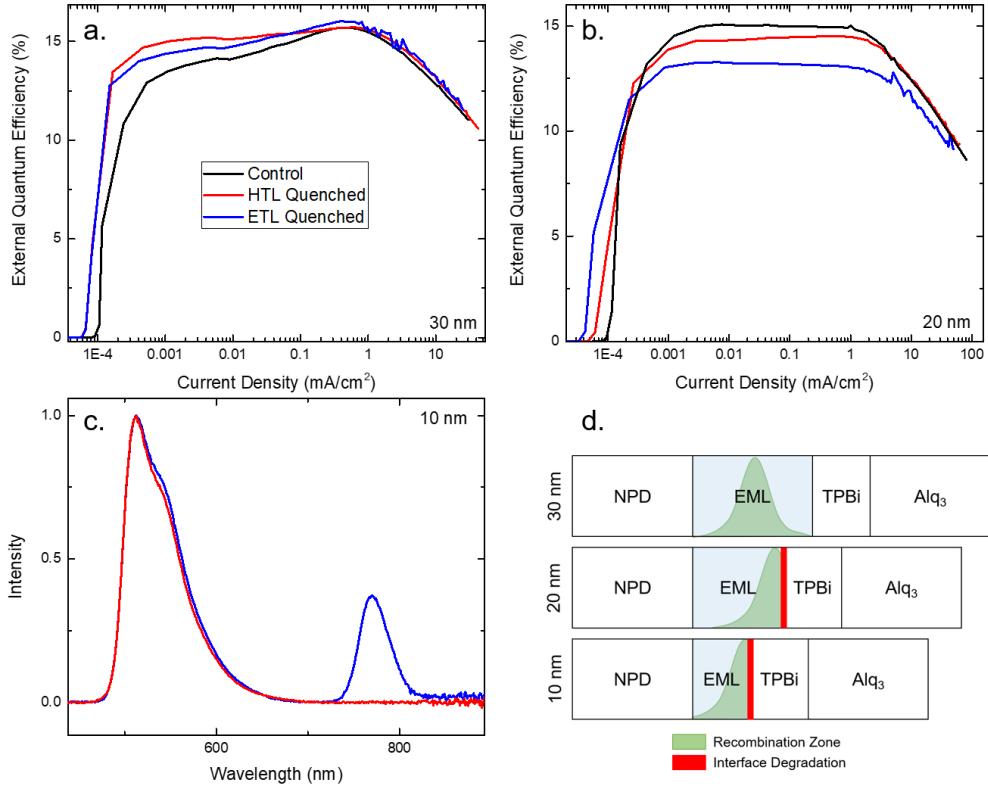 a.
External Quantum Efficiency (%)
15
10
5
0
Control
HTL Quenched
ETL Quenched
30 nm
1E-4 0.001 0.01 0.1 1 10
Current Density (mA/cm²)
b.
External Quantum Efficiency (%)
15
10
5
0
20 nm
1E-4 0.001 0.01 0.1 1 10 100
Current Density (mA/cm²)
c.
10 nm
Intensity
1.0
0.5
0.0
600 800
Wavelength (nm)
d.
30 nm
NPD EML TPBi Alq₃
20 nm
NPD EML TPBi Alq₃
10 nm
NPD EML TPBi Alq₃
Recombination Zone
Interface Degradation